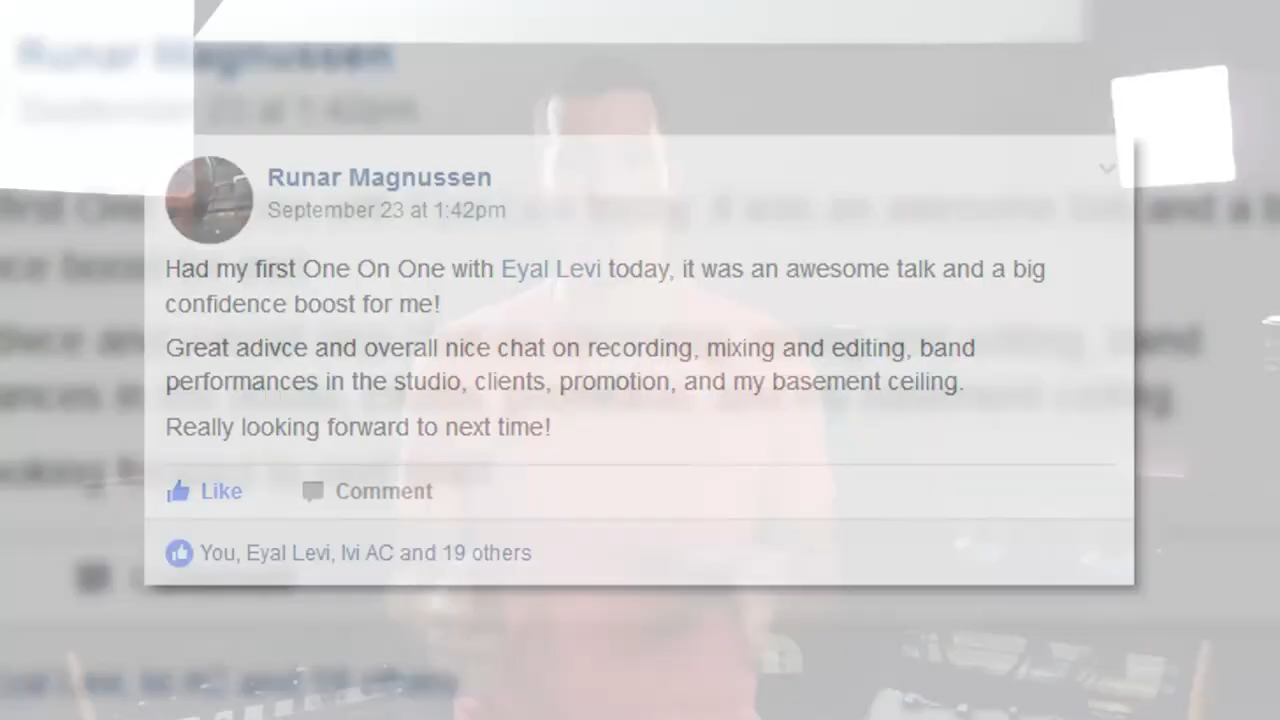 Runar Magnussen
September 23 at 1:42pm
Had my first One On One with Eyal Levi today, it was an awesome talk and a big
confidence boost for me!
Great adivce and overall nice chat on recording, mixing and editing, band
performances in the studio, clients, promotion, and my basement ceiling.
Really looking forward to next time!
Like Comment
You, Eyal Levi, Ivi AC and 19 others